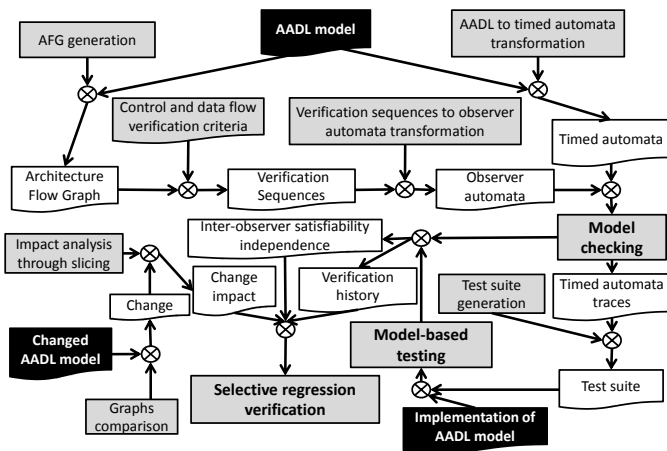 AFG generation
AADL model
AADL to timed automata
transformation
Control and data flow
verification criteria
Verification sequences to observer
automata transformation
Timed automata
Architecture
Flow Graph
Verification
Sequences
Observer
automata
Inter-observer satisfiability
independence
Model
checking
Impact analysis
through slicing
Change
impact
Verification
history
Test suite
generation
Timed automata
traces
Change
Changed
AADL model
Model-based
testing
Selective regression
verification
Test suite
Graphs
comparison
Implementation of
AADL model